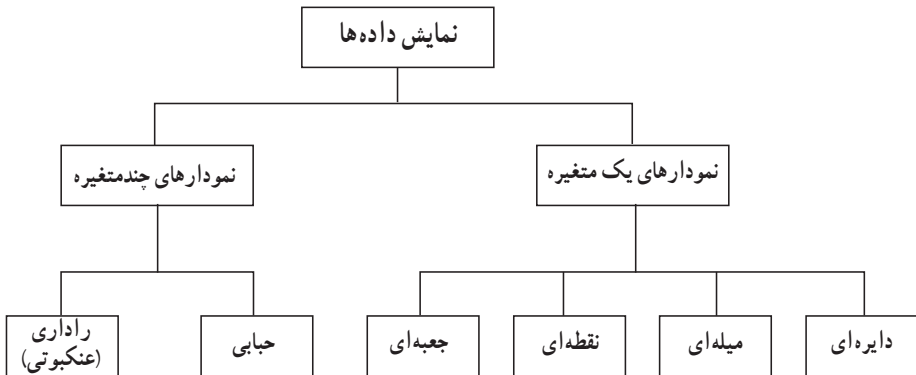 نمایش داده‌ها
نمودارهای یک متغیره
نمودارهای چندمتغیره
دایره‌ای
میله‌ای
نقطه‌ای
جعبه‌ای
حبابی
راداری
(عنکبوتی)